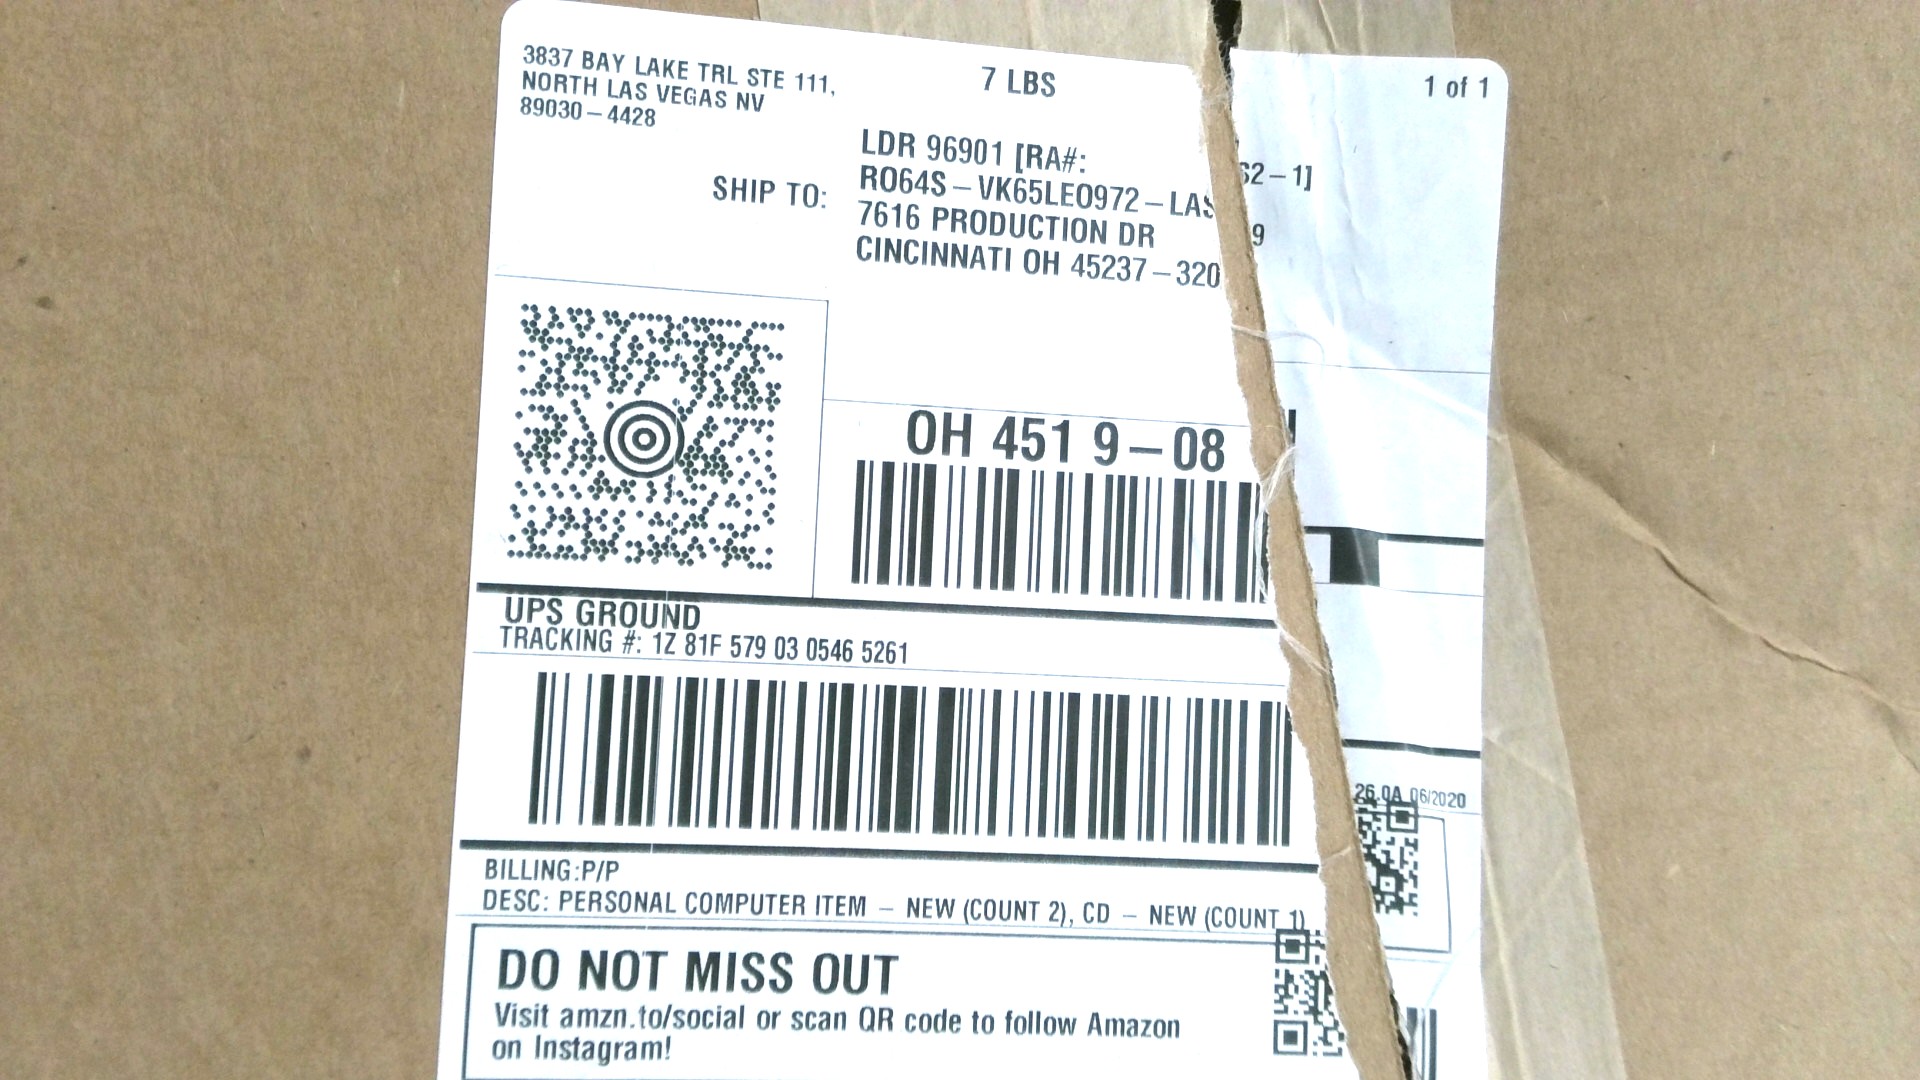 3837 BAY LAKE TRL STE 111,
NORTH LAS VEGAS NV
89030-4428
7 LBS
1 of 1
SHIP TO:
LDR 96901 [RA#:
RO64S-VK65LEO972-LAS
62-1]
7616 PRODUCTION DR
CINCINNATI OH 45237-320
9
OH 451 9-08
UPS GROUND
TRACKING #: 1Z 81F 579 03 0546 5261
26.0A 06/2020
BILLING:P/P
DESC: PERSONAL COMPUTER ITEM - NEW (COUNT 2), CD - NEW (COUNT 1)
DO NOT MISS OUT
Visit amzn.to/social or scan QR code to follow Amazon
on Instagram!